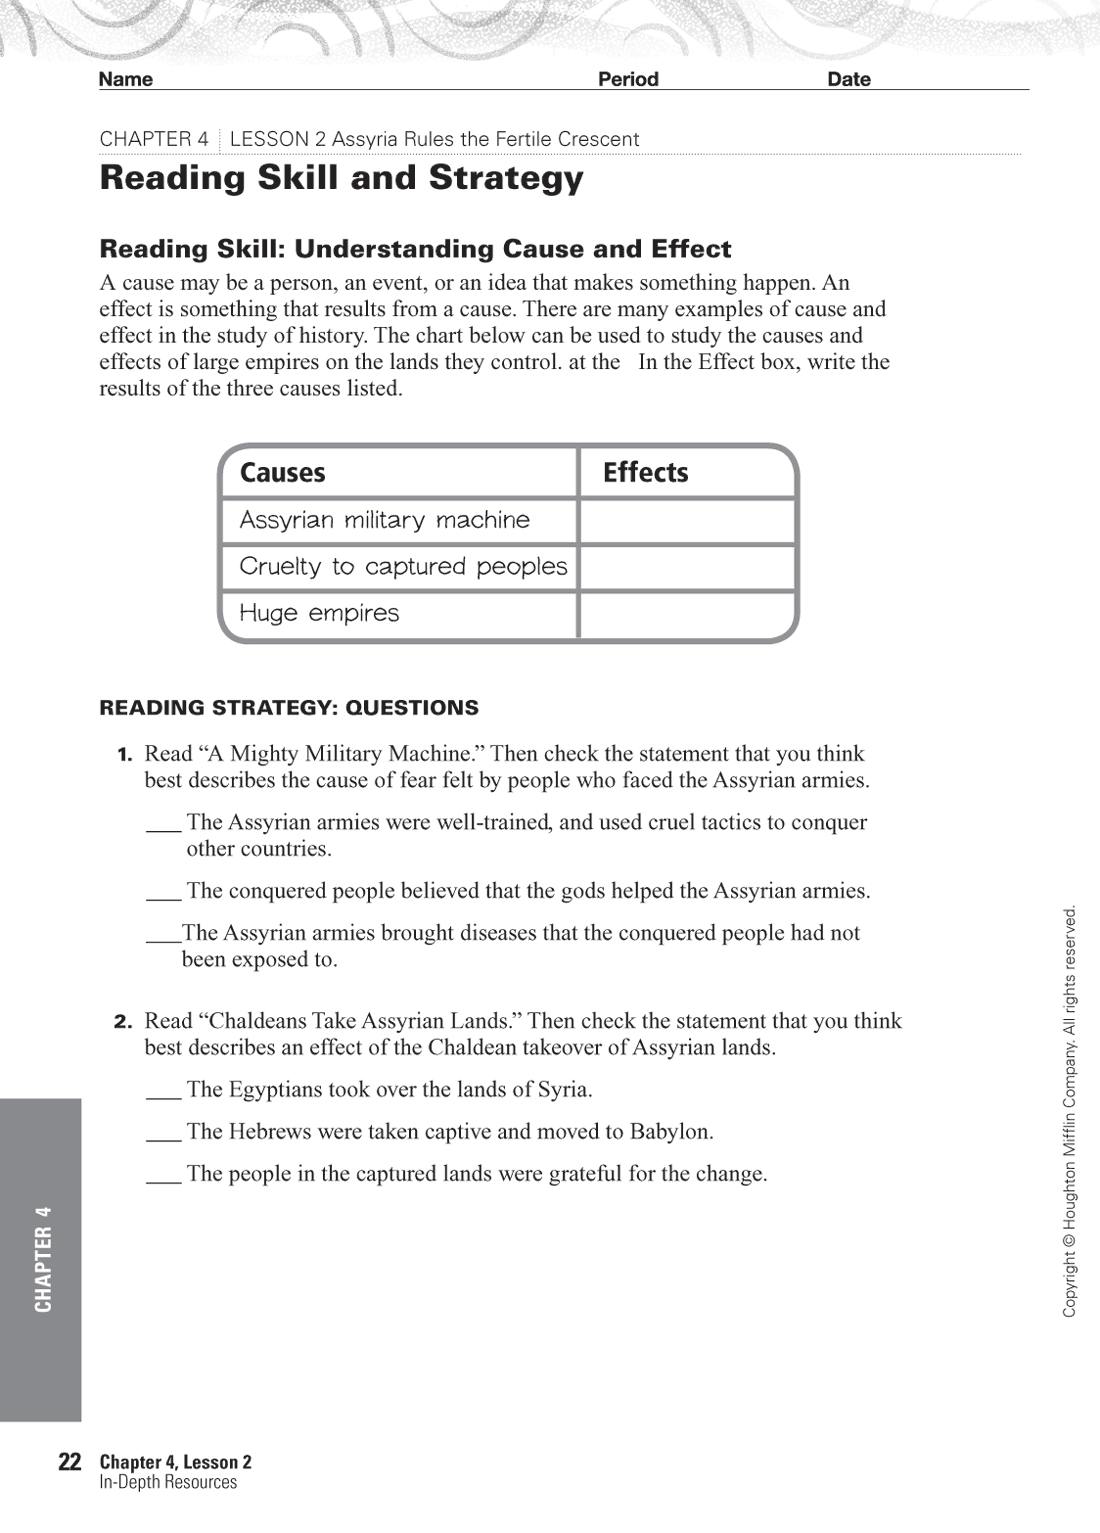 Name Period Date
CHAPTER 4 LESSON 2 Assyria Rules the Fertile Crescent
Reading Skill and Strategy
Reading Skill: Understanding Cause and Effect
A cause may be a person, an event, or an idea that makes something happen. An
effect is something that results from a cause. There are many examples of cause and
effect in the study of history. The chart below can be used to study the causes and
effects of large empires on the lands they control. at the In the Effect box, write the
results of the three causes listed.
Causes Effects
Assyrian military machine
Cruelty to captured peoples
Huge empires
READING STRATEGY: QUESTIONS
1. Read “A Mighty Military Machine.” Then check the statement that you think
best describes the cause of fear felt by people who faced the Assyrian armies.
___ The Assyrian armies were well-trained, and used cruel tactics to conquer
other countries.
___ The conquered people believed that the gods helped the Assyrian armies.
___The Assyrian armies brought diseases that the conquered people had not
been exposed to.
2. Read “Chaldeans Take Assyrian Lands.” Then check the statement that you think
best describes an effect of the Chaldean takeover of Assyrian lands.
___ The Egyptians took over the lands of Syria.
___ The Hebrews were taken captive and moved to Babylon.
___ The people in the captured lands were grateful for the change.
Copyright © Houghton Mifflin Company. All rights reserved.
CHAPTER 4
22 Chapter 4, Lesson 2
In-Depth Resources